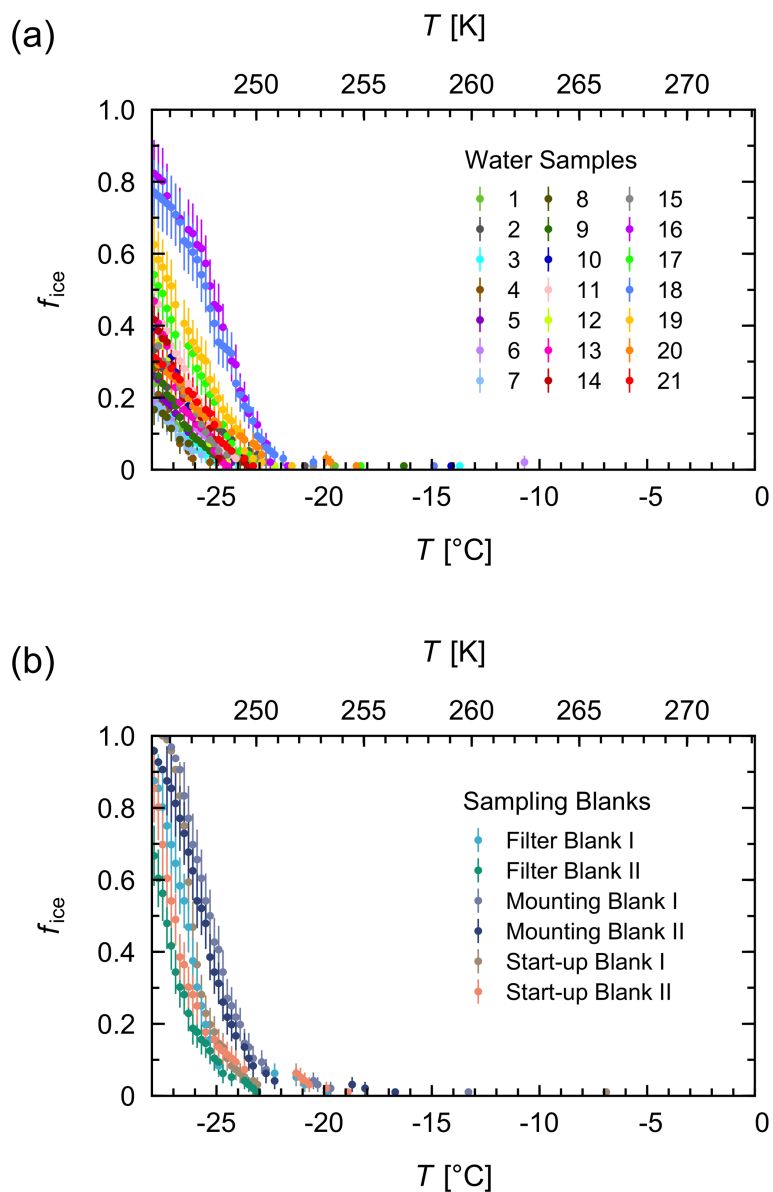 (a)
T [K]
250 255 260 265 270
1.0
0.8
0.6
0.4
0.2
0
fice
Water Samples
1 8 15
2 9 16
3 10 17
4 11 18
5 12 19
6 13 20
7 14 21
-25 -20 -15 -10 -5 0
T [°C]
(b)
T [K]
250 255 260 265 270
1.0
0.8
0.6
0.4
0.2
0
fice
Sampling Blanks
Filter Blank I
Filter Blank II
Mounting Blank I
Mounting Blank II
Start-up Blank I
Start-up Blank II
-25 -20 -15 -10 -5 0
T [°C]